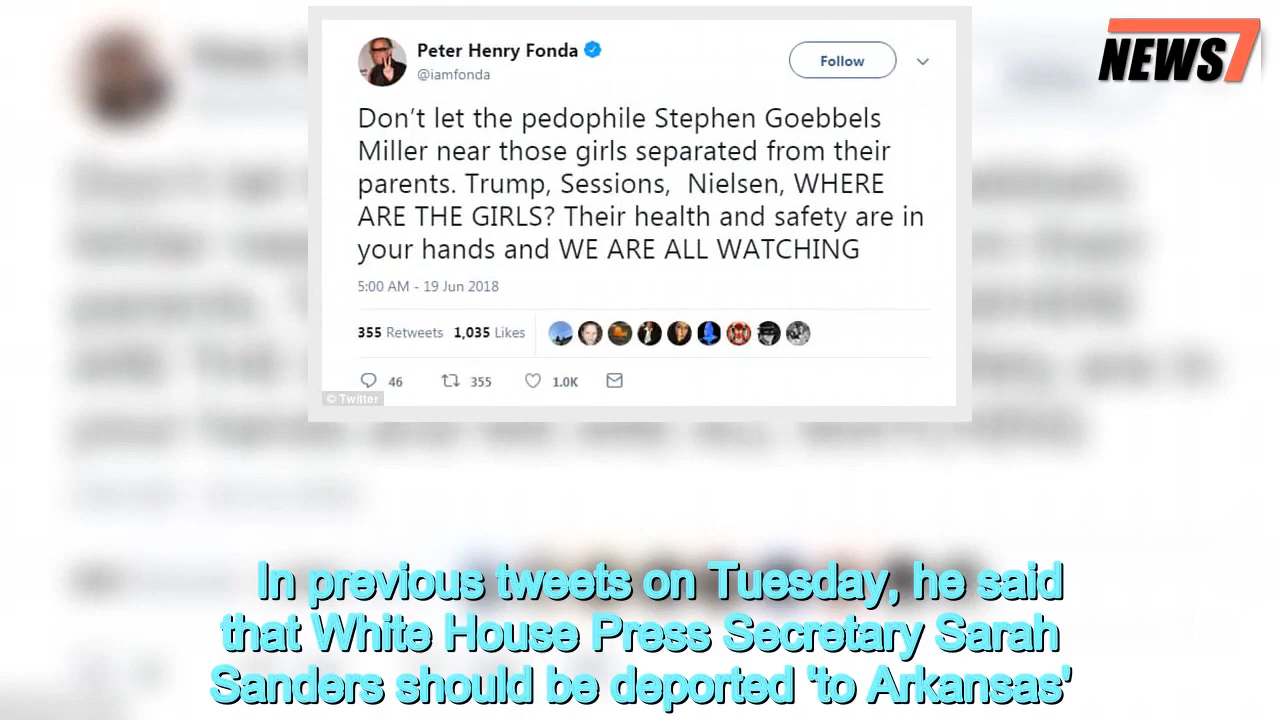 NEWS 7
Peter Henry Fonda
@iamfonda
Follow
Don’t let the pedophile Stephen Goebbels
Miller near those girls separated from their
parents. Trump, Sessions,  Nielsen, WHERE
ARE THE GIRLS? Their health and safety are in
your hands and WE ARE ALL WATCHING
5:00 AM - 19 Jun 2018
355 Retweets 1,035 Likes
46 355 1.0K
© Twitter
In previous tweets on Tuesday, he said
that White House Press Secretary Sarah
Sanders should be deported 'to Arkansas'